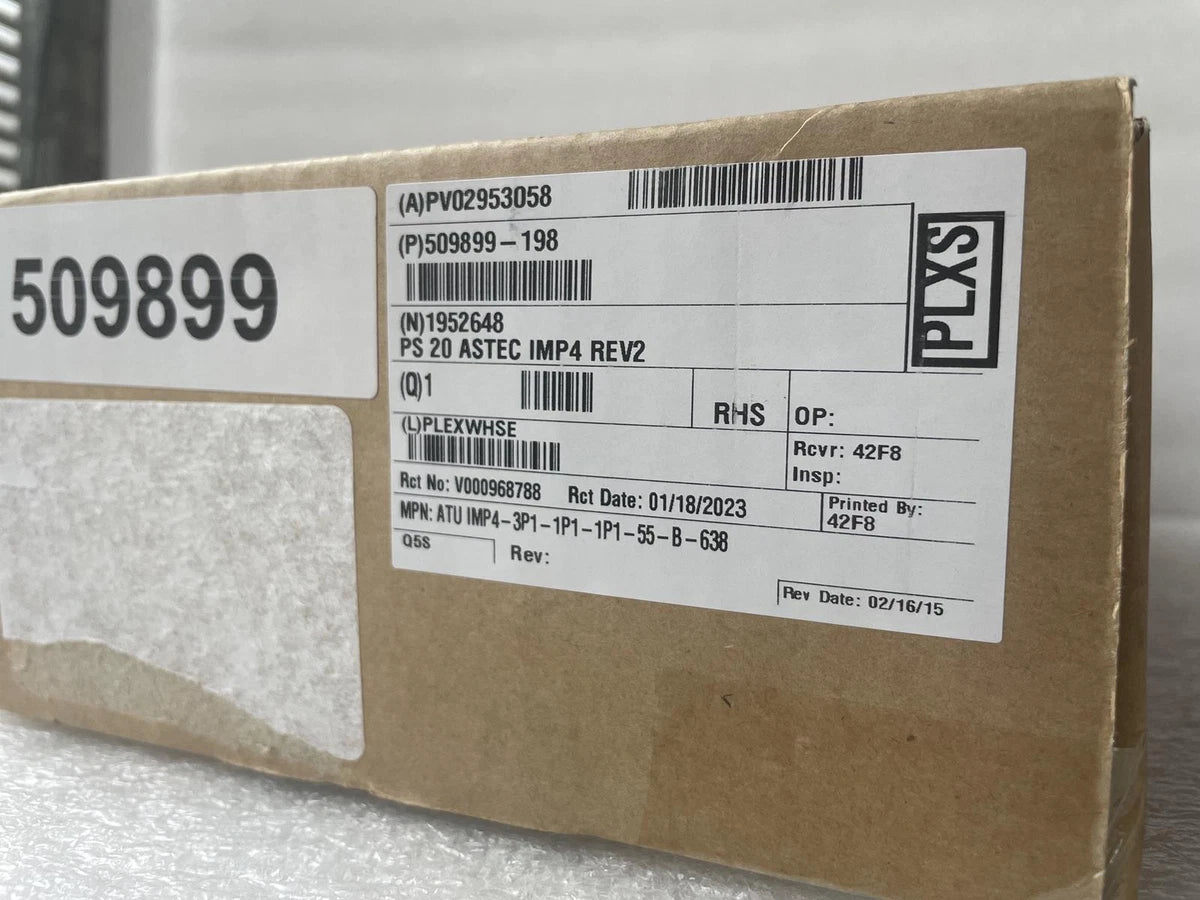 509899
(A)PV02953058
(P)509899-198
PLXS
(N)1952648
PS 20 ASTEC IMP4 REV2
(Q)1
RHS
OP:
(L)PLEXWHSE
Rcvr: 42F8
Insp:
Rct No: V000968788 Rct Date: 01/18/2023
Printed By:
42F8
MPN: ATU IMP4-3P1-1P1-1P1-55-B-638
Q5S
Rev:
Rev Date: 02/16/15